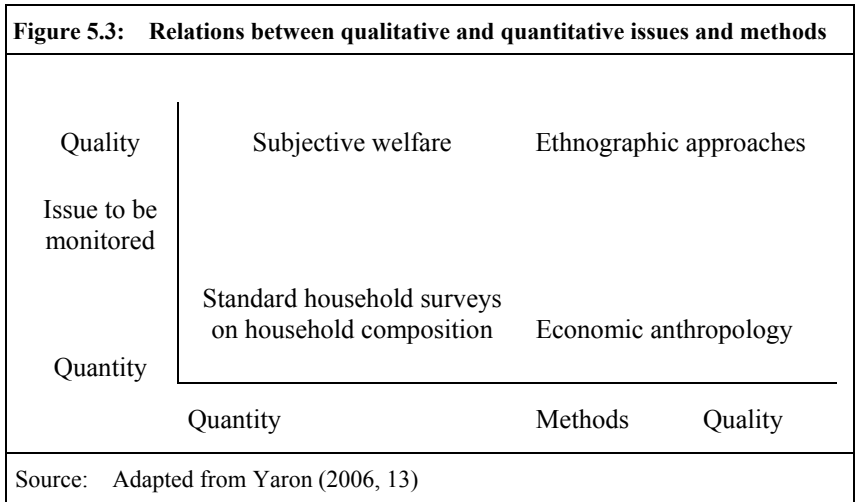 Figure 5.3: Relations between qualitative and quantitative issues and methods
Quality Subjective welfare Ethnographic approaches
Issue to be
monitored
Standard household surveys
on household composition Economic anthropology
Quantity
Quantity Methods Quality
Source: Adapted from Yaron (2006, 13)